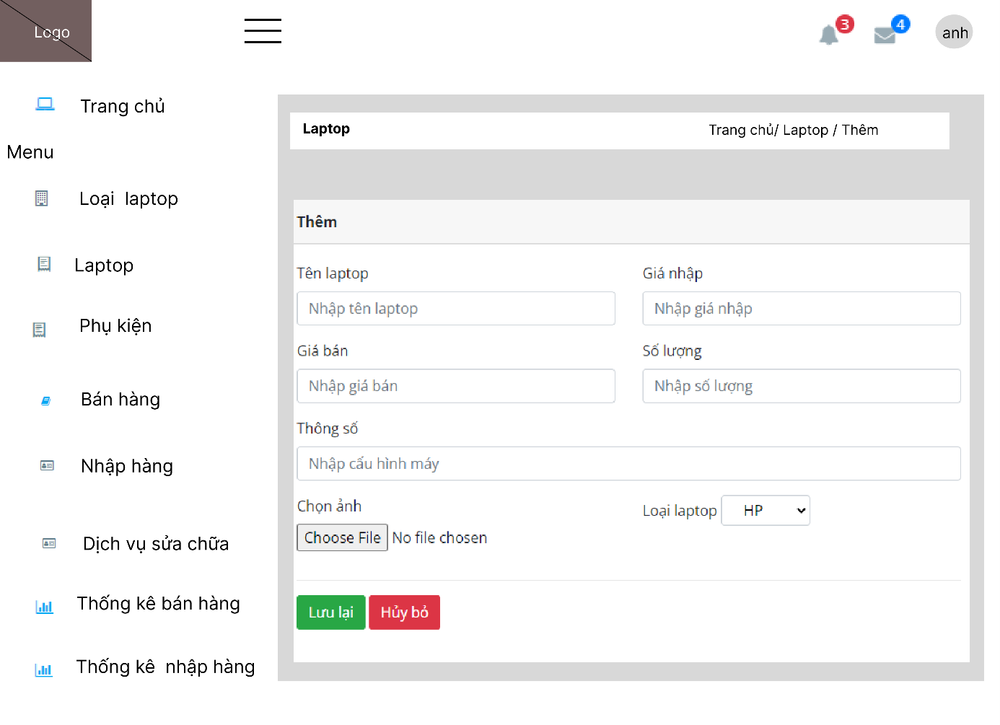 Logo
3
4
anh
Trang chủ
Menu
Loại laptop
Laptop
Phụ kiện
Bán hàng
Nhập hàng
Dịch vụ sửa chữa
Thống kê bán hàng
Thống kê nhập hàng
Laptop
Trang chủ/ Laptop / Thêm
Thêm
Tên laptop
Giá nhập
Nhập tên laptop
Nhập giá nhập
Giá bán
Số lượng
Nhập giá bán
Nhập số lượng
Thông số
Nhập cấu hình máy
Chọn ảnh
Loại laptop HP
Choose File No file chosen
Lưu lại Hủy bỏ